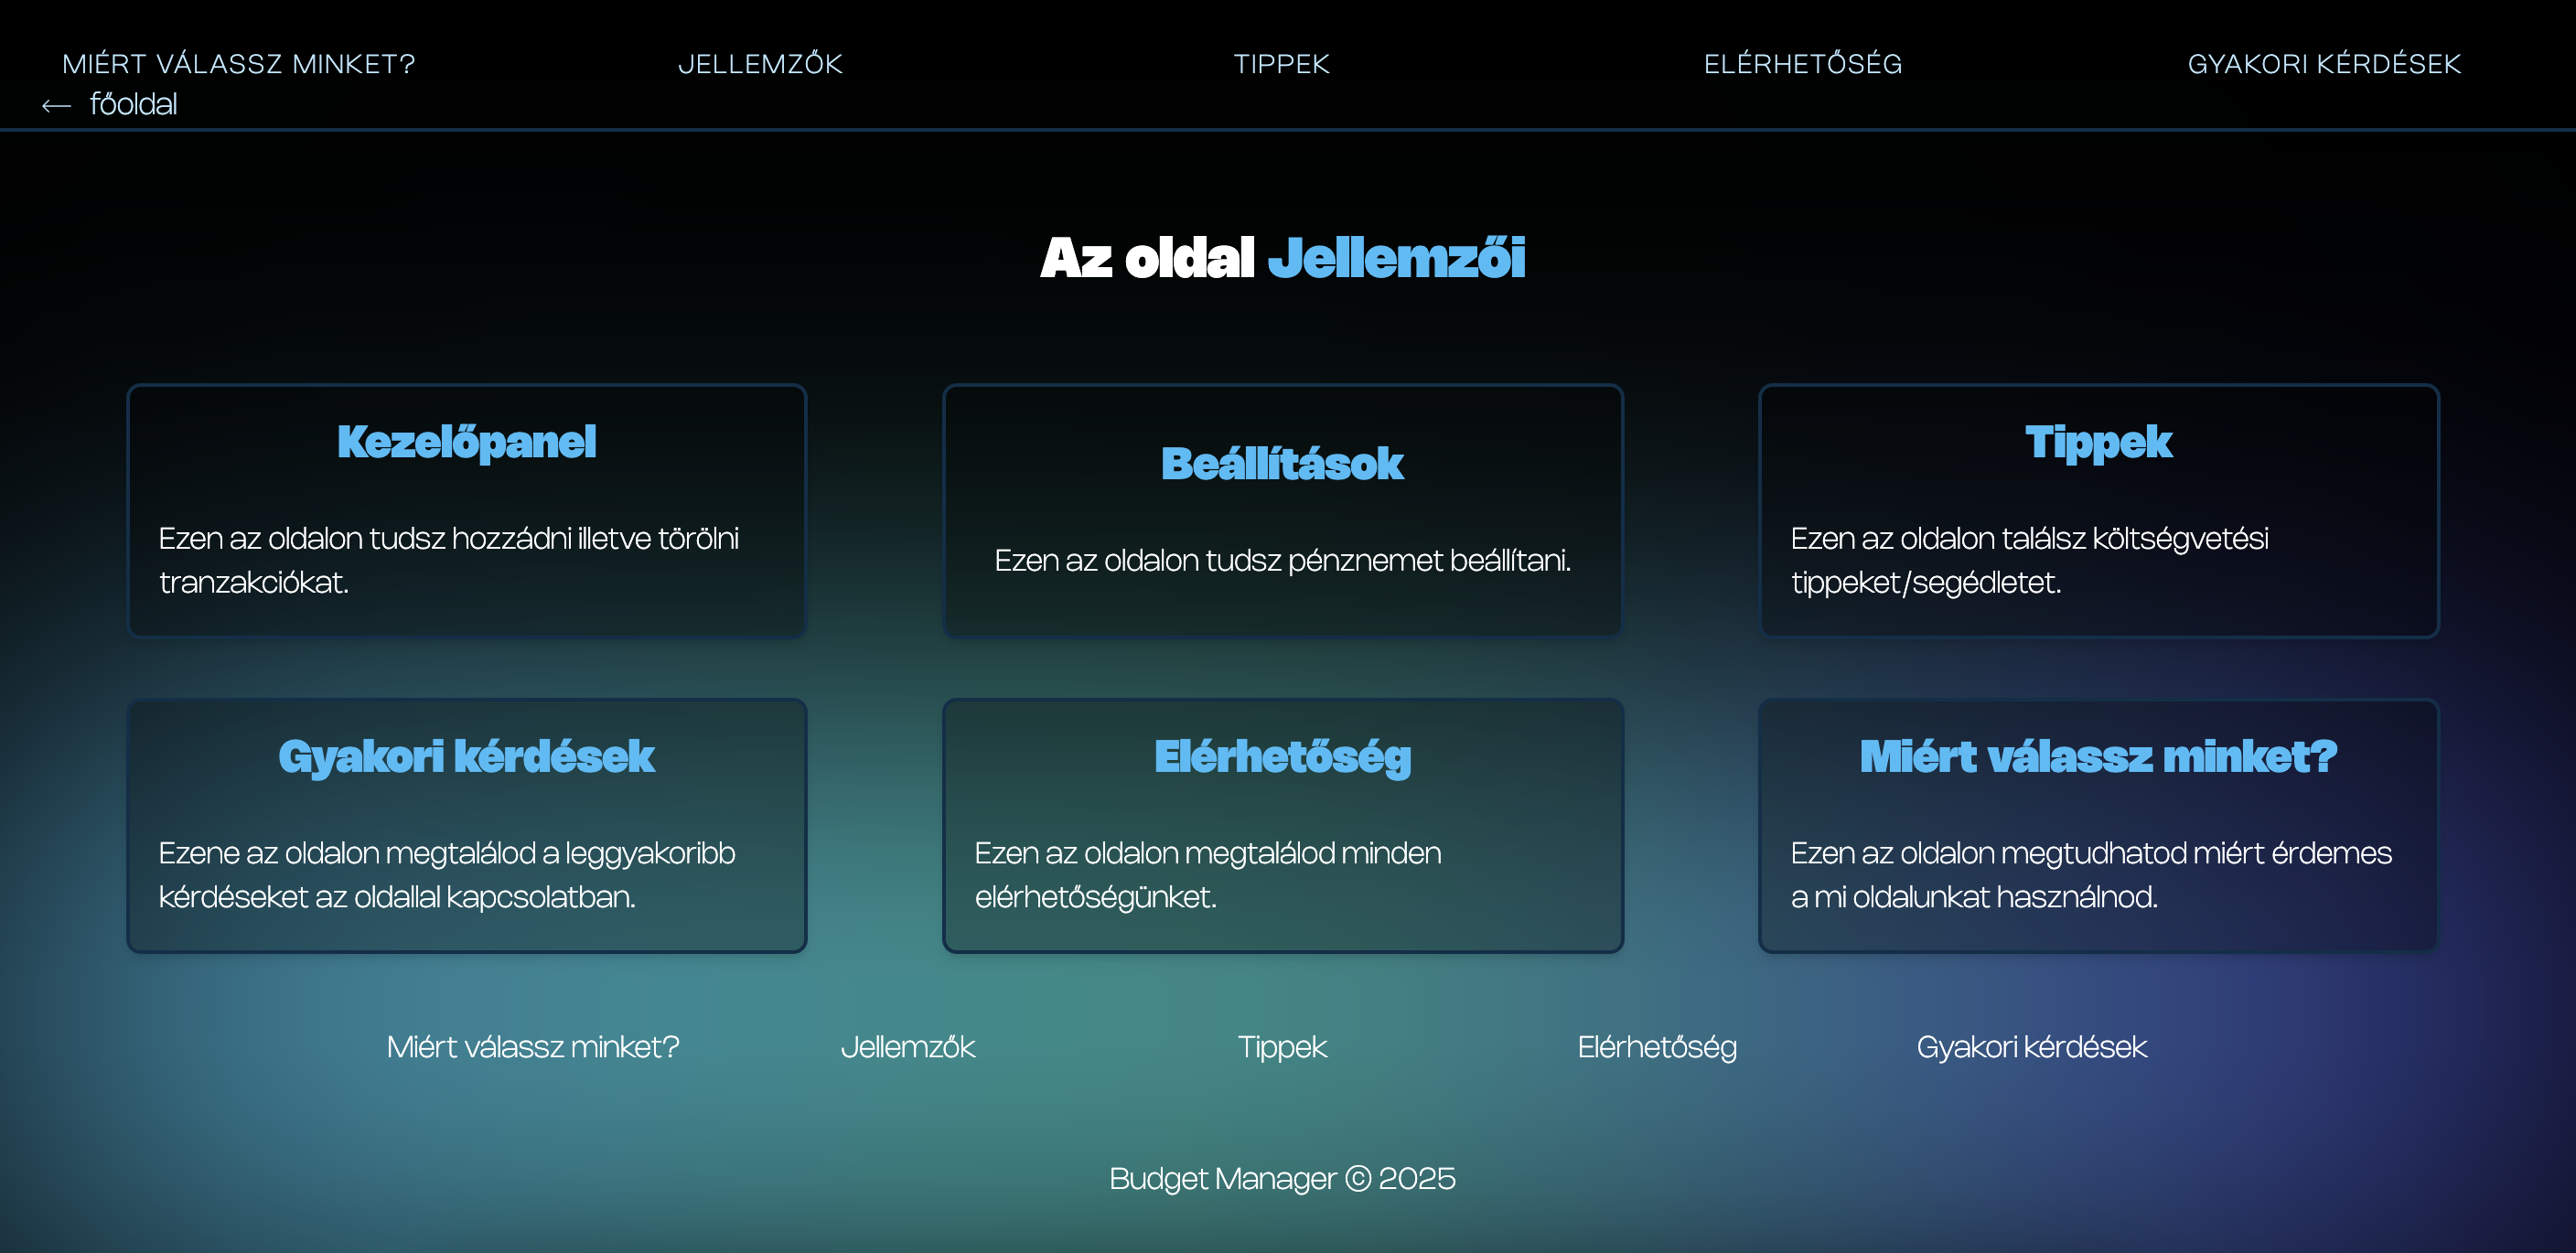 MIÉRT VÁLASSZ MINKET?
JELLEMZŐK
TIPPEK
ELÉRHETŐSÉG
GYAKORI KÉRDÉSEK
← főoldal
Az oldal Jellemzői
Kezelőpanel
Ezen az oldalon tudsz hozzádni illetve törölni
tranzakciókat.
Beállítások
Ezen az oldalon tudsz pénznemet beállítani.
Tippek
Ezen az oldalon találsz költségvetési
tippeket/segédletet.
Gyakori kérdések
Ezene az oldalon megtalálod a leggyakoribb
kérdéseket az oldallal kapcsolatban.
Elérhetőség
Ezen az oldalon megtalálod minden
elérhetőségünket.
Miért válassz minket?
Ezen az oldalon megtudhatod miért érdemes
a mi oldalunkat használnod.
Miért válassz minket?
Jellemzők
Tippek
Elérhetőség
Gyakori kérdések
Budget Manager © 2025